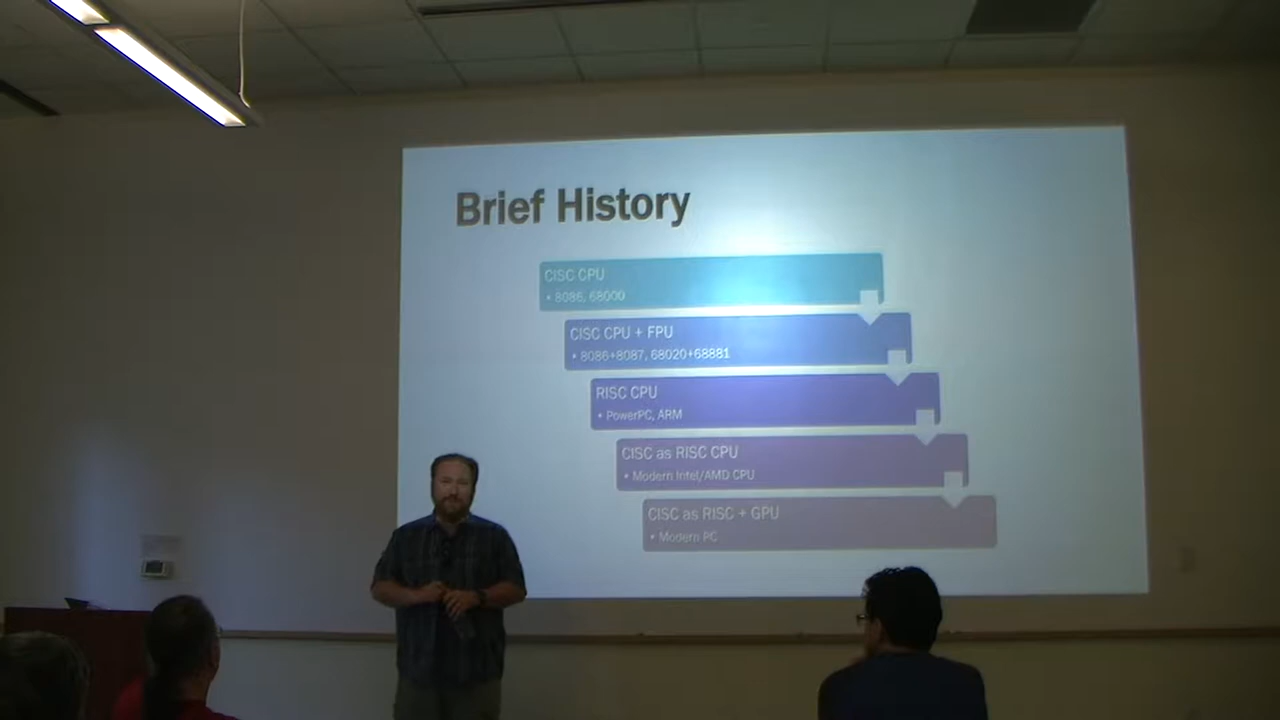 Brief History
CISC CPU
• 8086, 68000
CISC CPU + FPU
• 8086+8087, 68020+68881
RISC CPU
• PowerPC, ARM
CISC as RISC CPU
• Modern Intel/AMD CPU
CISC as RISC + GPU
• Modern PC